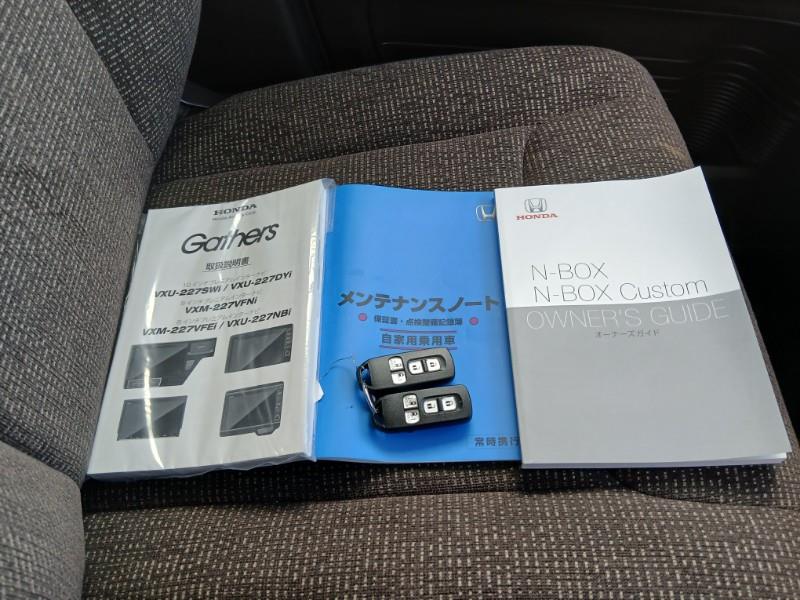 HONDA
Gathers
取扱説明書
VXU-227SWi / VXU-227DYi
VXM-227VFNi
VXM-227VFEi / VXU-227NBi
メンテナンスノート
保証書・点検整備記録簿
自家用乗用車
常時携行
HONDA
N-BOX
N-BOX Custom
OWNER'S GUIDE
オーナーズガイド